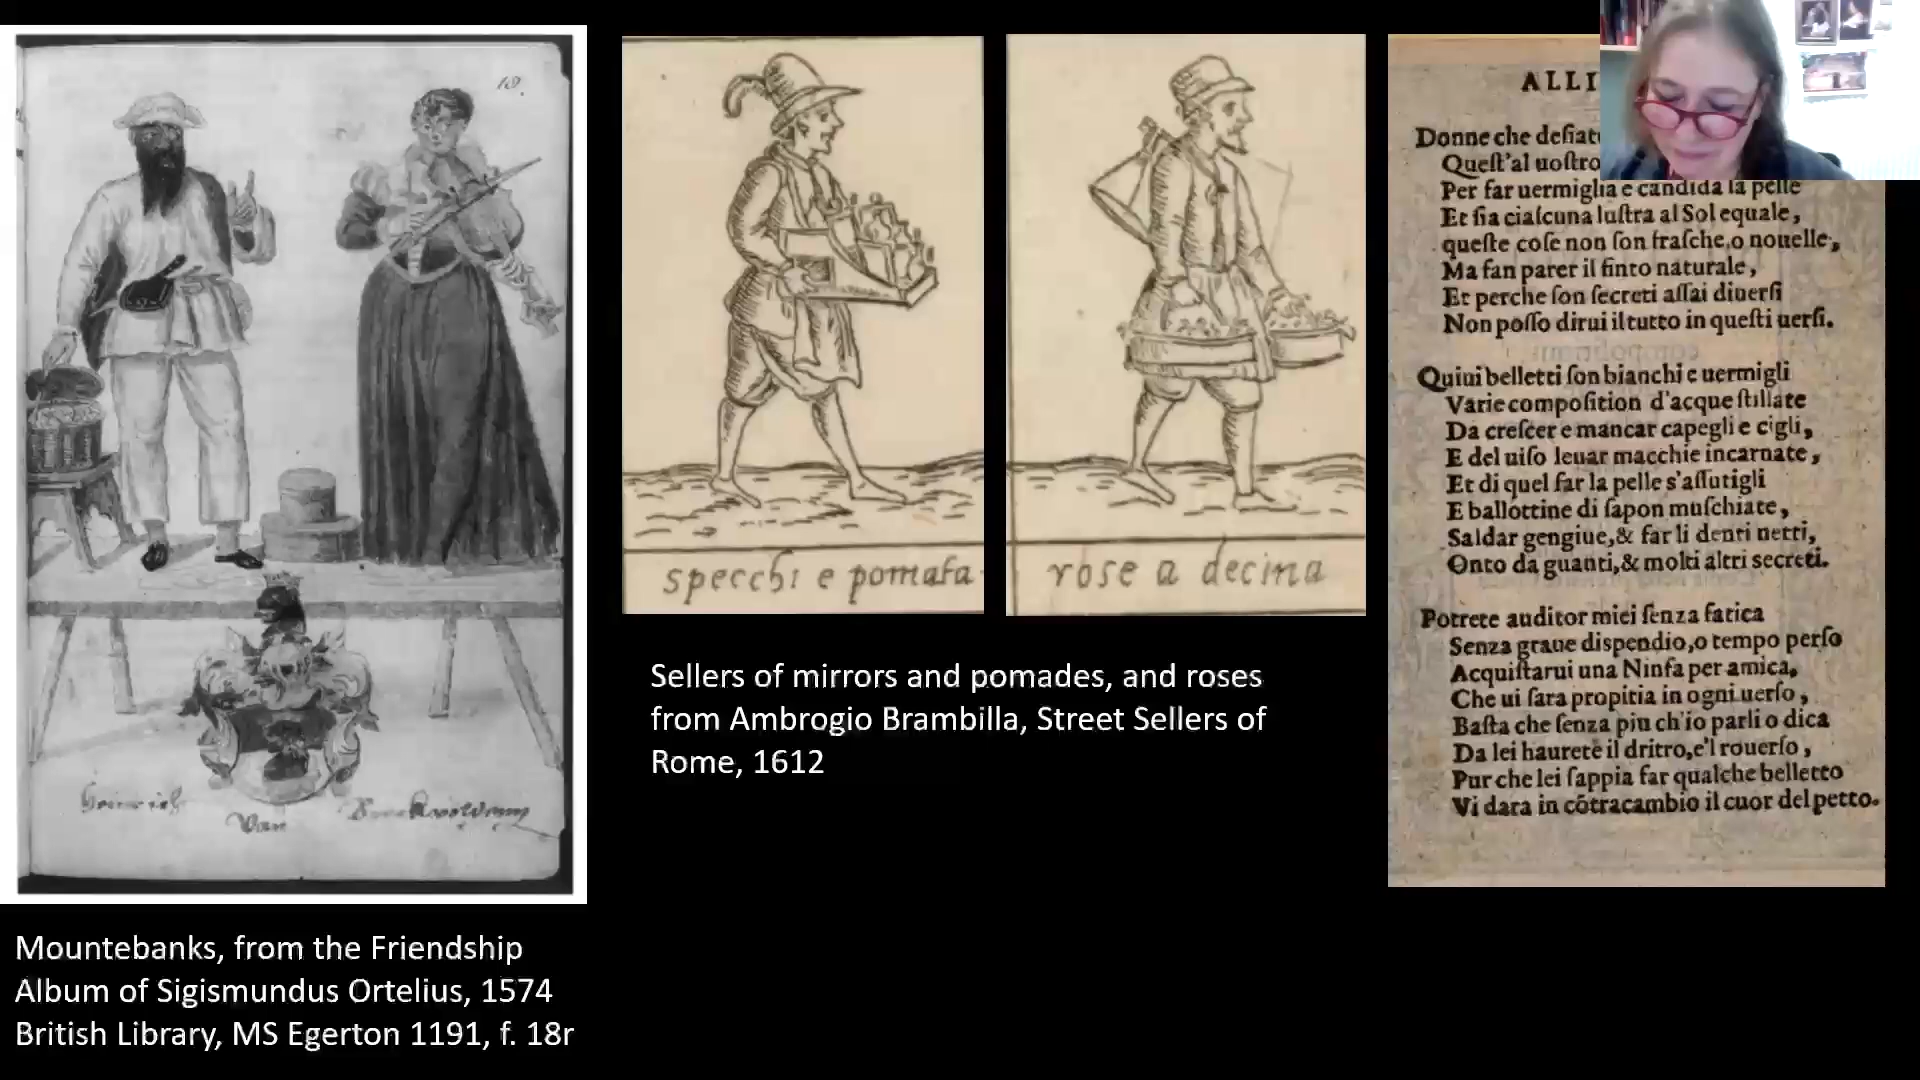 18.
Mountebanks, from the Friendship
Album of Sigismundus Ortelius, 1574
British Library, MS Egerton 1191, f. 18r
specchi e pomata
rose a decina
Sellers of mirrors and pomades, and roses
from Ambrogio Brambilla, Street Sellers of
Rome, 1612
ALLI
Donne che deſiat
Queſt'al uoſtro
Per far uermiglia e candida la pelle
Et ſia ciaſcuna luſtra al Sol equale,
queſte coſe non ſon fraſche,o nouelle,
Ma fan parer il finto naturale,
Et perche ſon ſecreti aſſai diuerſi
Non poſſo dirui il tutto in queſti uerſi.
Quiui belletti ſon bianchi e uermigli
Varie compoſition d'acque ſtillate
Da creſcer e mancar capegli e cigli,
E del uiſo leuar macchie incarnate,
Et di quel far la pelle s'aſſutigli
E ballottine di ſapon muſchiate,
Saldar gengiue,& far li denti netti,
Onto da guanti,& molti altri secreti.
Potrete auditor miei ſenza fatica
Senza graue diſpendio,o tempo perſo
Acquiſtarui una Ninfa per amica,
Che ui ſara propitia in ogni uerſo,
Baſta che ſenza piu ch'io parli o dica
Da lei haurete il dritto,e'l rouerſo,
Pur che lei ſappia far qualche belletto
Vi dara in cōtracambio il cuor del petto.